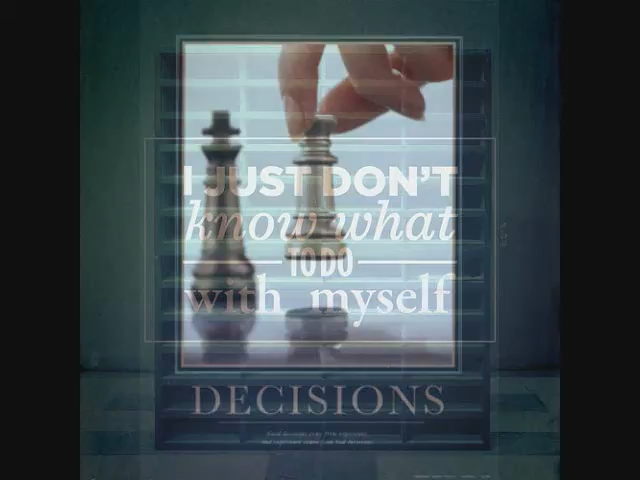 I JUST DON'T
know what
TO DO
with myself
DECISIONS